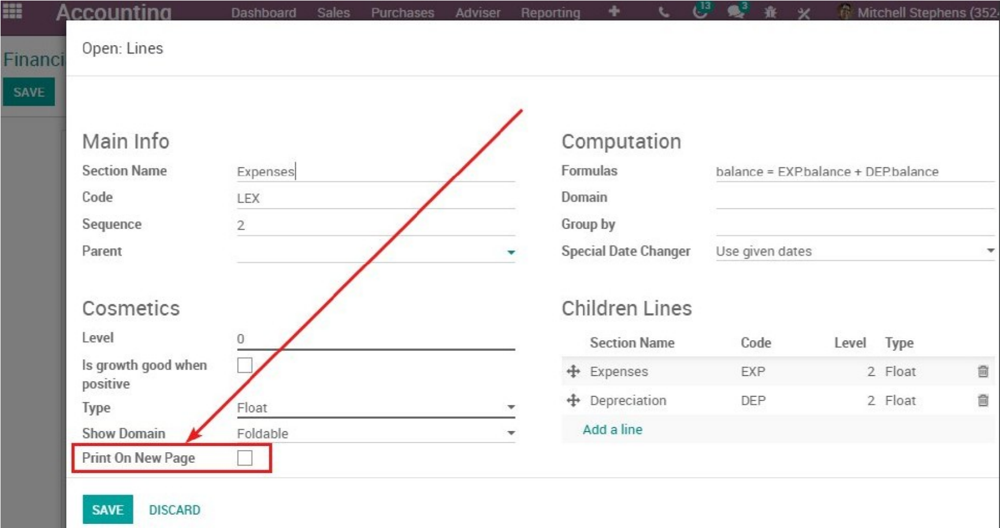 Accounting Dashboard Sales Purchases Adviser Reporting 13 3 Mitchell Stephens (352
Open: Lines
Financi
SAVE
Main Info
Section Name Expenses
Code LEX
Sequence 2
Parent
Computation
Formulas balance = EXP.balance + DEP.balance
Domain
Group by
Special Date Changer Use given dates
Cosmetics
Level 0
Is growth good when
positive
Type Float
Show Domain Foldable
Print On New Page
Children Lines
Section Name Code Level Type
Expenses EXP 2 Float
Depreciation DEP 2 Float
Add a line
SAVE DISCARD